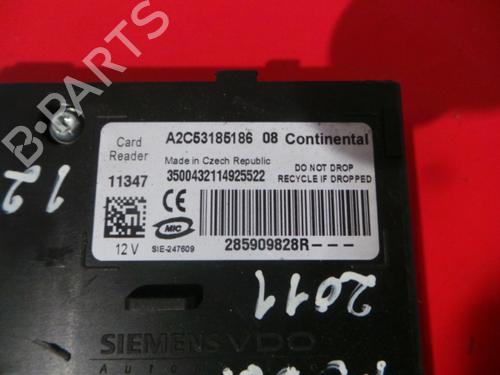 B-PARTS
Card Reader
A2C53185186 08 Continental
Made in Czech Republic
11347
3500432114925522
DO NOT DROP
RECYCLE IF DROPPED
MIC
12 V
SIE-247609
285909828R---
12
2011
SIEMENS VDO